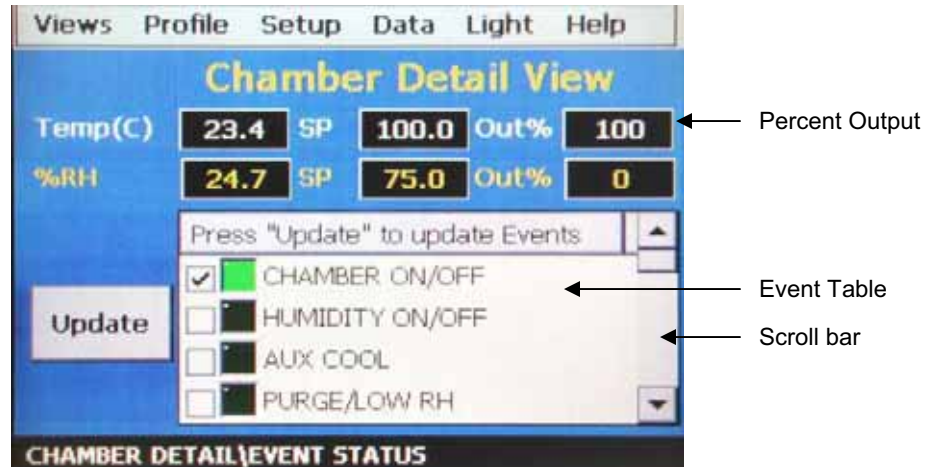 Views Profile Setup Data Light Help
Chamber Detail View
Temp(C) 23.4 SP 100.0 Out% 100
Percent Output
%RH 24.7 SP 75.0 Out% 0
Press "Update" to update Events
CHAMBER ON/OFF
Event Table
Update
HUMIDITY ON/OFF
Scroll bar
AUX COOL
PURGE/LOW RH
CHAMBER DETAIL\EVENT STATUS